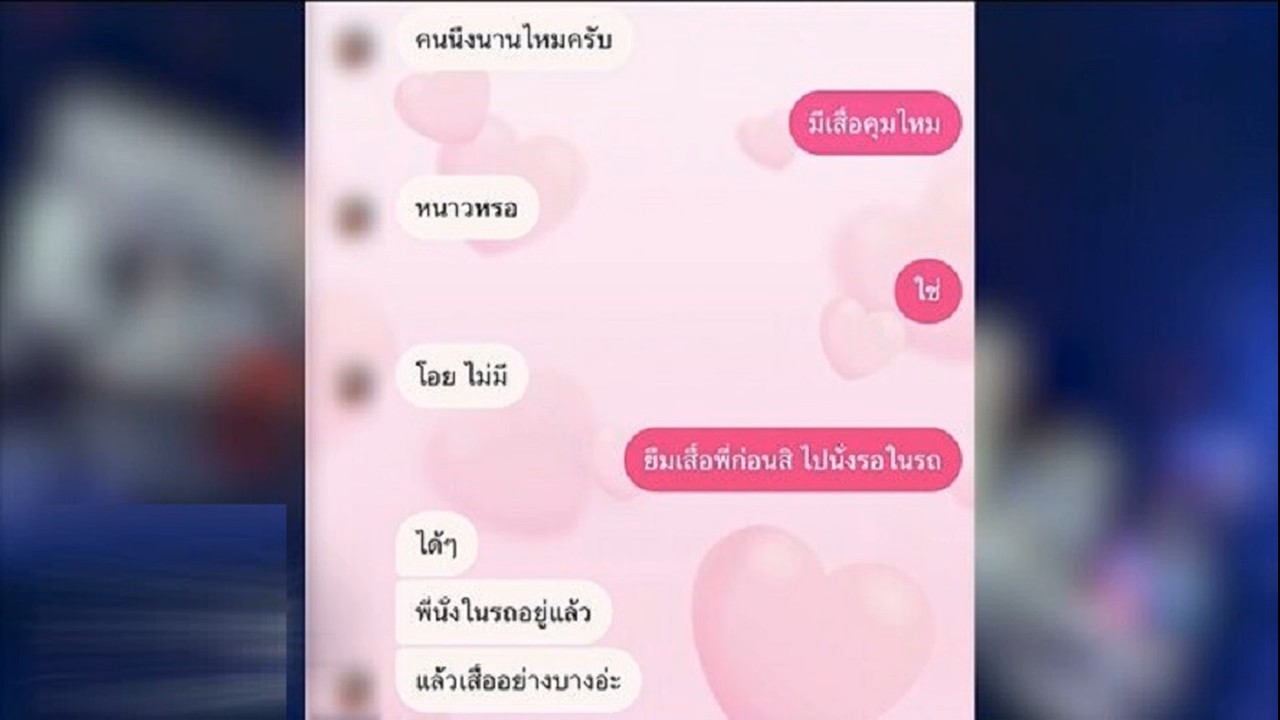 คนนึงนานไหมครับ
มีเสื้อคุมไหม
หนาวหรอ
ใช่
โอย ไม่มี
ยืมเสื้อพี่ก่อนสิ ไปนั่งรอในรถ
ได้ๆ
พี่นั่งในรถอยู่แล้ว
แล้วเสื้ออย่างบางอ่ะ